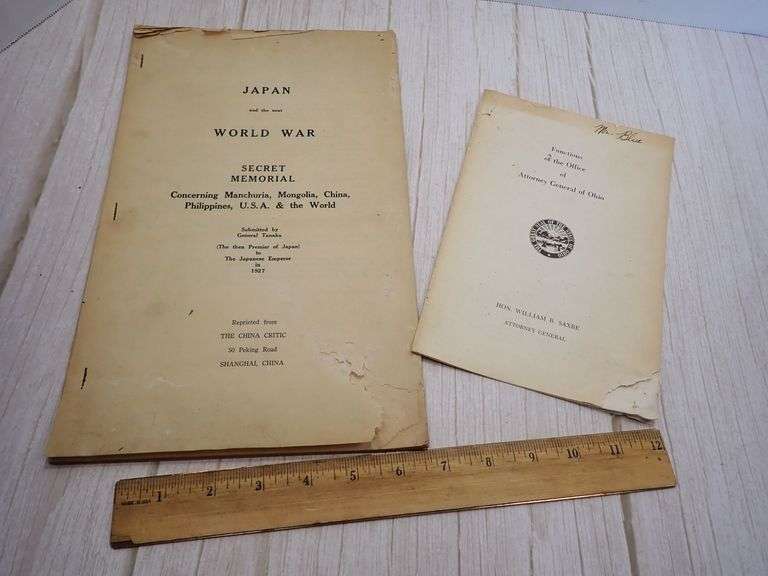 JAPAN
and the next
WORLD WAR
SECRET
MEMORIAL
Concerning Manchuria, Mongolia, China,
Philippines, U.S.A. & the World
Submitted by
General Tanaka
(The then Premier of Japan)
to
The Japanese Emperor
in
1927
Reprinted from
THE CHINA CRITIC
50 Peking Road
SHANGHAI, CHINA
Mr.
Functions
of the Office
of
Attorney General of Ohio
HON. WILLIAM B. SAXBE
ATTORNEY GENERAL
1 2 3 4 5 6 7 8 9 10 11 12